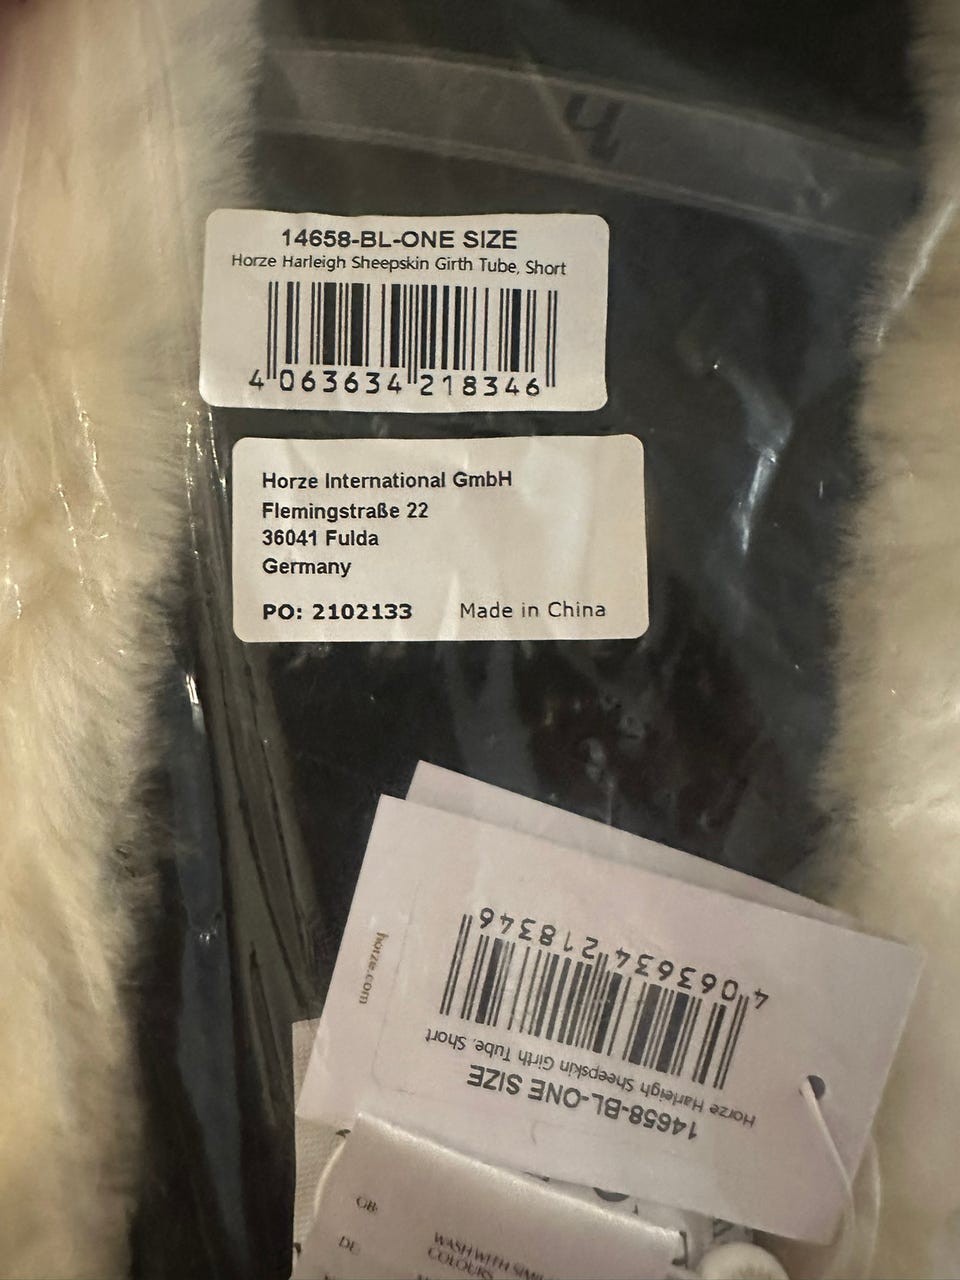 h
14658-BL-ONE SIZE
Horze Harleigh Sheepskin Girth Tube, Short
4 063634 218346
Horze International GmbH
Flemingstraße 22
36041 Fulda
Germany
PO: 2102133 Made in China
horze.com
14658-BL-ONE SIZE
Horze Harleigh Sheepskin Girth Tube, Short
4 063634 218346
GB:
DE
WASH WITH
COLOURS